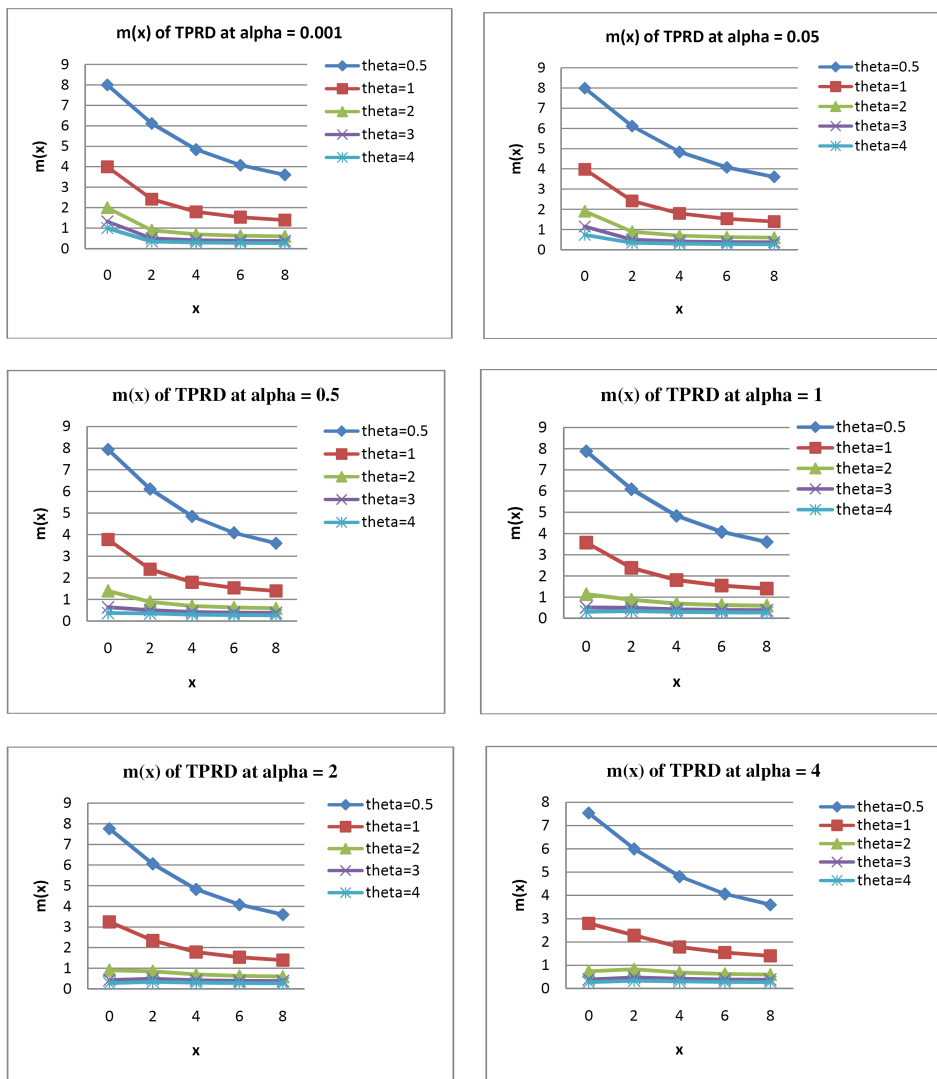 m(x) of TPRD at alpha = 0.001
9
8
7
6
5
4
3
2
1
0
m(x)
0 2 4 6 8
x
theta=0.5
theta=1
theta=2
theta=3
theta=4
m(x) of TPRD at alpha = 0.05
9
8
7
6
5
4
3
2
1
0
m(x)
0 2 4 6 8
x
theta=0.5
theta=1
theta=2
theta=3
theta=4
m(x) of TPRD at alpha = 0.5
9
8
7
6
5
4
3
2
1
0
m(x)
0 2 4 6 8
x
theta=0.5
theta=1
theta=2
theta=3
theta=4
m(x) of TPRD at alpha = 1
9
8
7
6
5
4
3
2
1
0
m(x)
0 2 4 6 8
x
theta=0.5
theta=1
theta=2
theta=3
theta=4
m(x) of TPRD at alpha = 2
9
8
7
6
5
4
3
2
1
0
m(x)
0 2 4 6 8
x
theta=0.5
theta=1
theta=2
theta=3
theta=4
m(x) of TPRD at alpha = 4
8
7
6
5
4
3
2
1
0
m(x)
0 2 4 6 8
x
theta=0.5
theta=1
theta=2
theta=3
theta=4